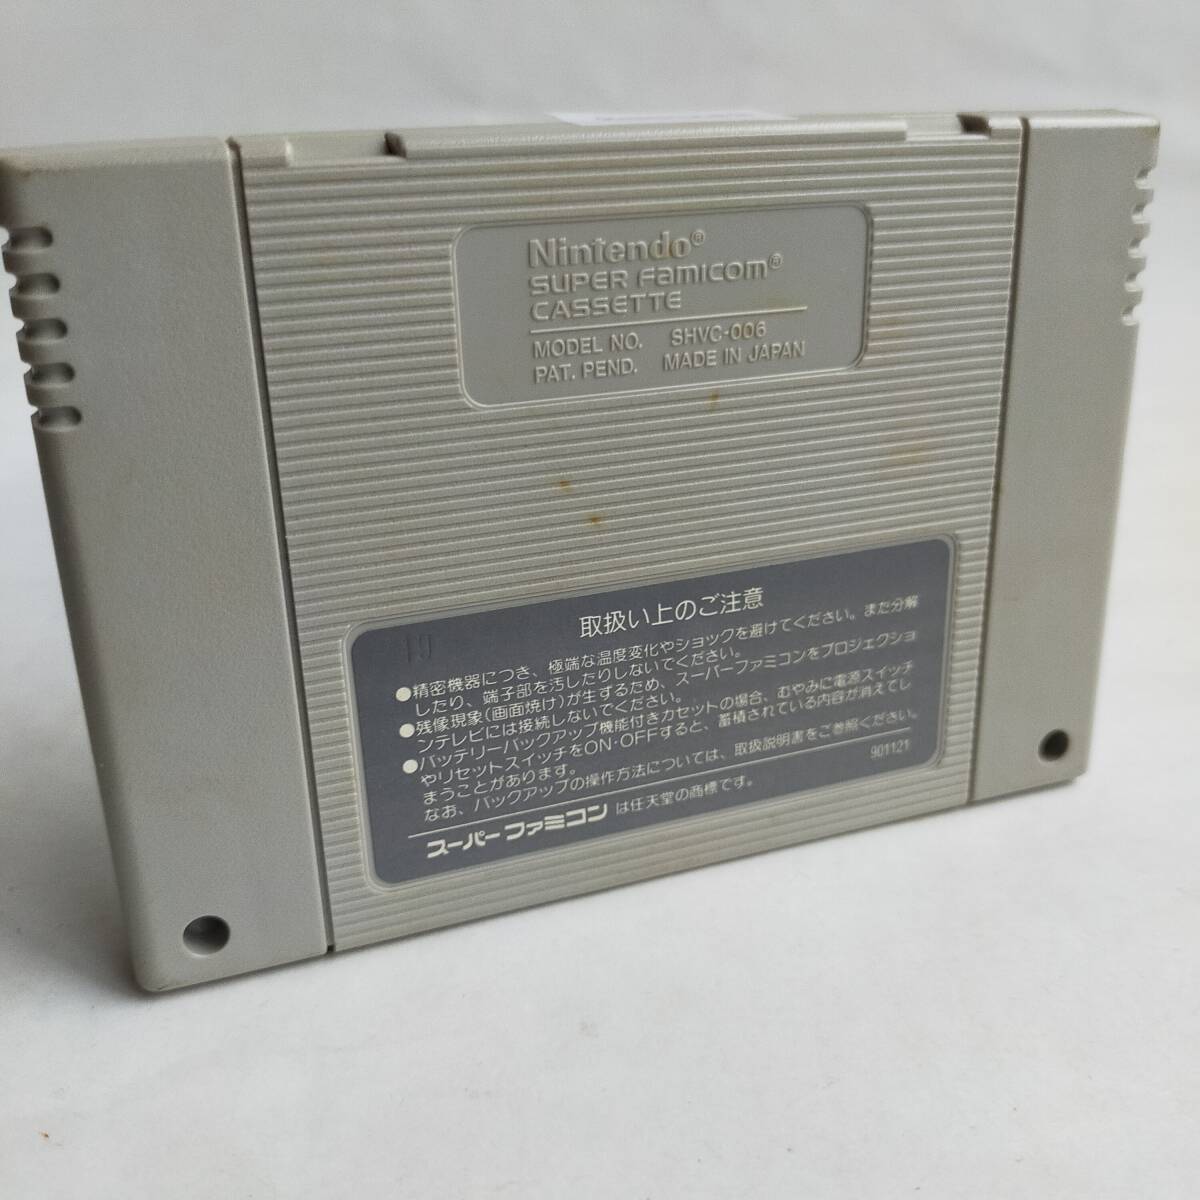 Nintendo®
SUPER FAMICOM®
CASSETTE
MODEL NO. SHVC-006
PAT. PEND. MADE IN JAPAN
10
取扱い上のご注意
●精密機器につき、極端な温度変化やショックを避けてください。また分解
したり、端子部を汚したりしないでください。
●残像現象(画面焼け)が生ずるため、スーパーファミコンをプロジェクショ
ンテレビには接続しないでください。
●バッテリーバックアップ機能付きカセットの場合、むやみに電源スイッチ
やリセットスイッチをON・OFFすると、蓄積されている内容が消えてし
まうことがあります。
なお、バックアップの操作方法については、取扱説明書をご参照ください。
901121
スーパーファミコン は任天堂の商標です。